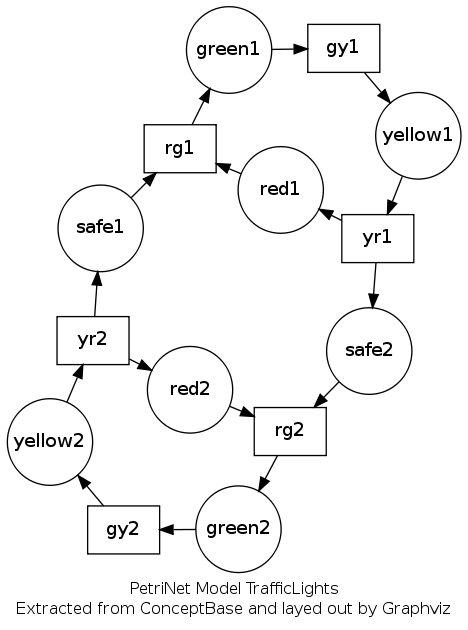 green1
gy1
yellow1
rg1
red1
safe1
yr1
yr2
safe2
red2
rg2
yellow2
gy2
green2
PetriNet Model TrafficLights
Extracted from ConceptBase and layed out by Graphviz